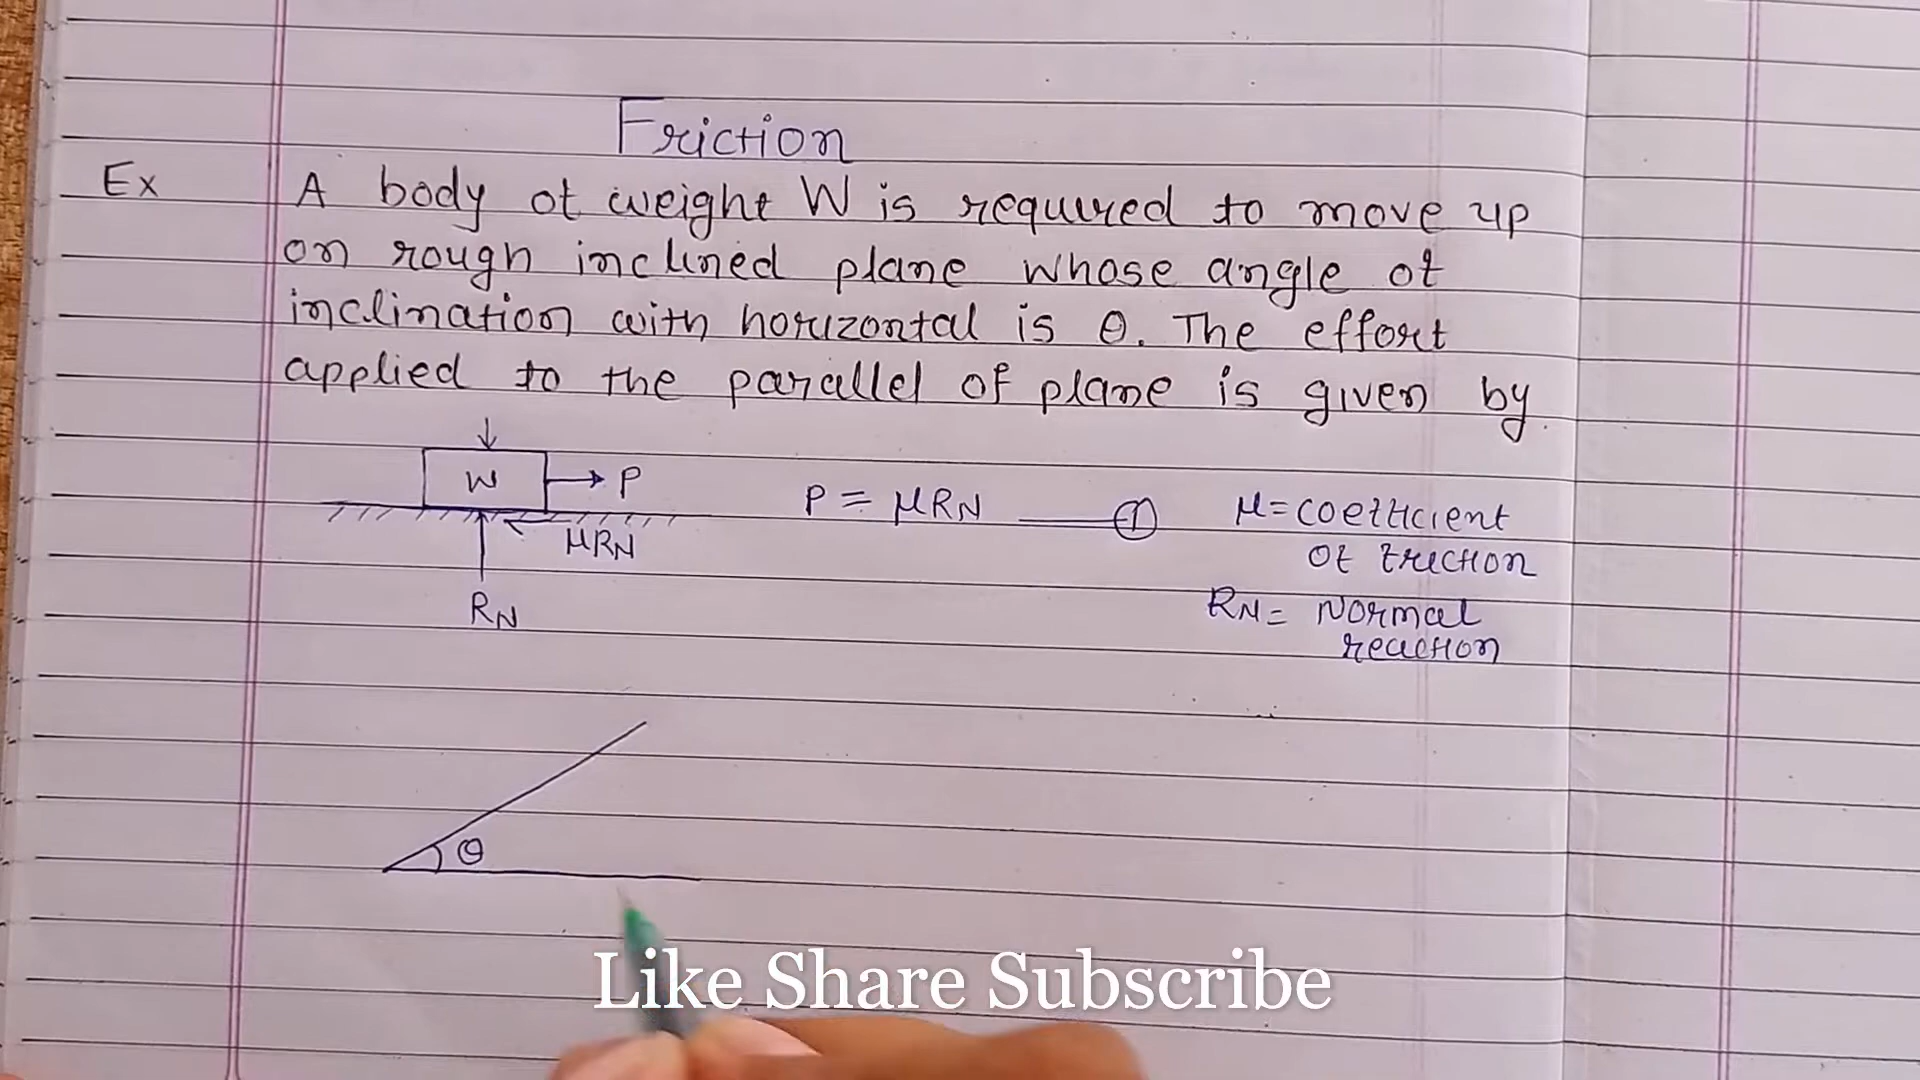 Friction
Ex A body of weight W is required to move up
on rough inclined plane whose angle of
inclination with horizontal is θ. The effort
applied to the parallel of plane is given by.
W P
P = μRN ① μ = coefficient
of friction
μRN
RN
RN = Normal
reaction
θ
Like Share Subscribe